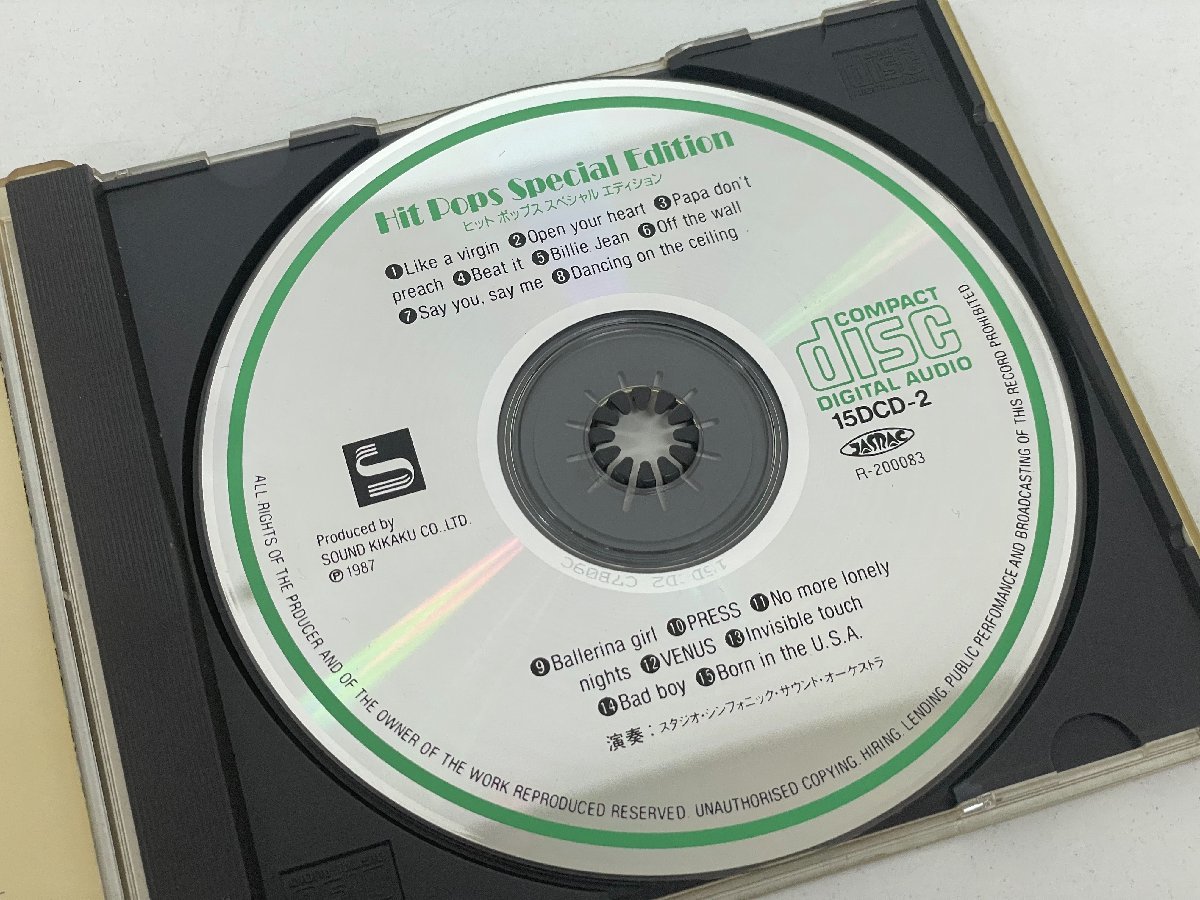 Hit Pops Special Edition
ヒット ポップス スペシャル エディション
❶Like a virgin ❷Open your heart ❸Papa don't
preach ❹Beat it ❺Billie Jean ❻Off the wall
❼Say you, say me ❽Dancing on the ceiling
COMPACT
disc
DIGITAL AUDIO
15DCD-2
JASRAC
R-200083
S
Produced by
SOUND KIKAKU CO.,LTD.
Ⓟ1987
❾Ballerina girl ❿PRESS ⓫No more lonely
nights ⓬VENUS ⓭Invisible touch
⓮Bad boy ⓯Born in the U.S.A.
演奏：スタジオ・シンフォニック・サウンド・オーケストラ
ALL RIGHTS OF THE PRODUCER AND OF THE OWNER OF THE WORK REPRODUCED RESERVED. UNAUTHORISED COPYING. HIRING. LENDING. PUBLIC PERFOMANCE AND BROADCASTING OF THIS RECORD PROHIBITED
disc